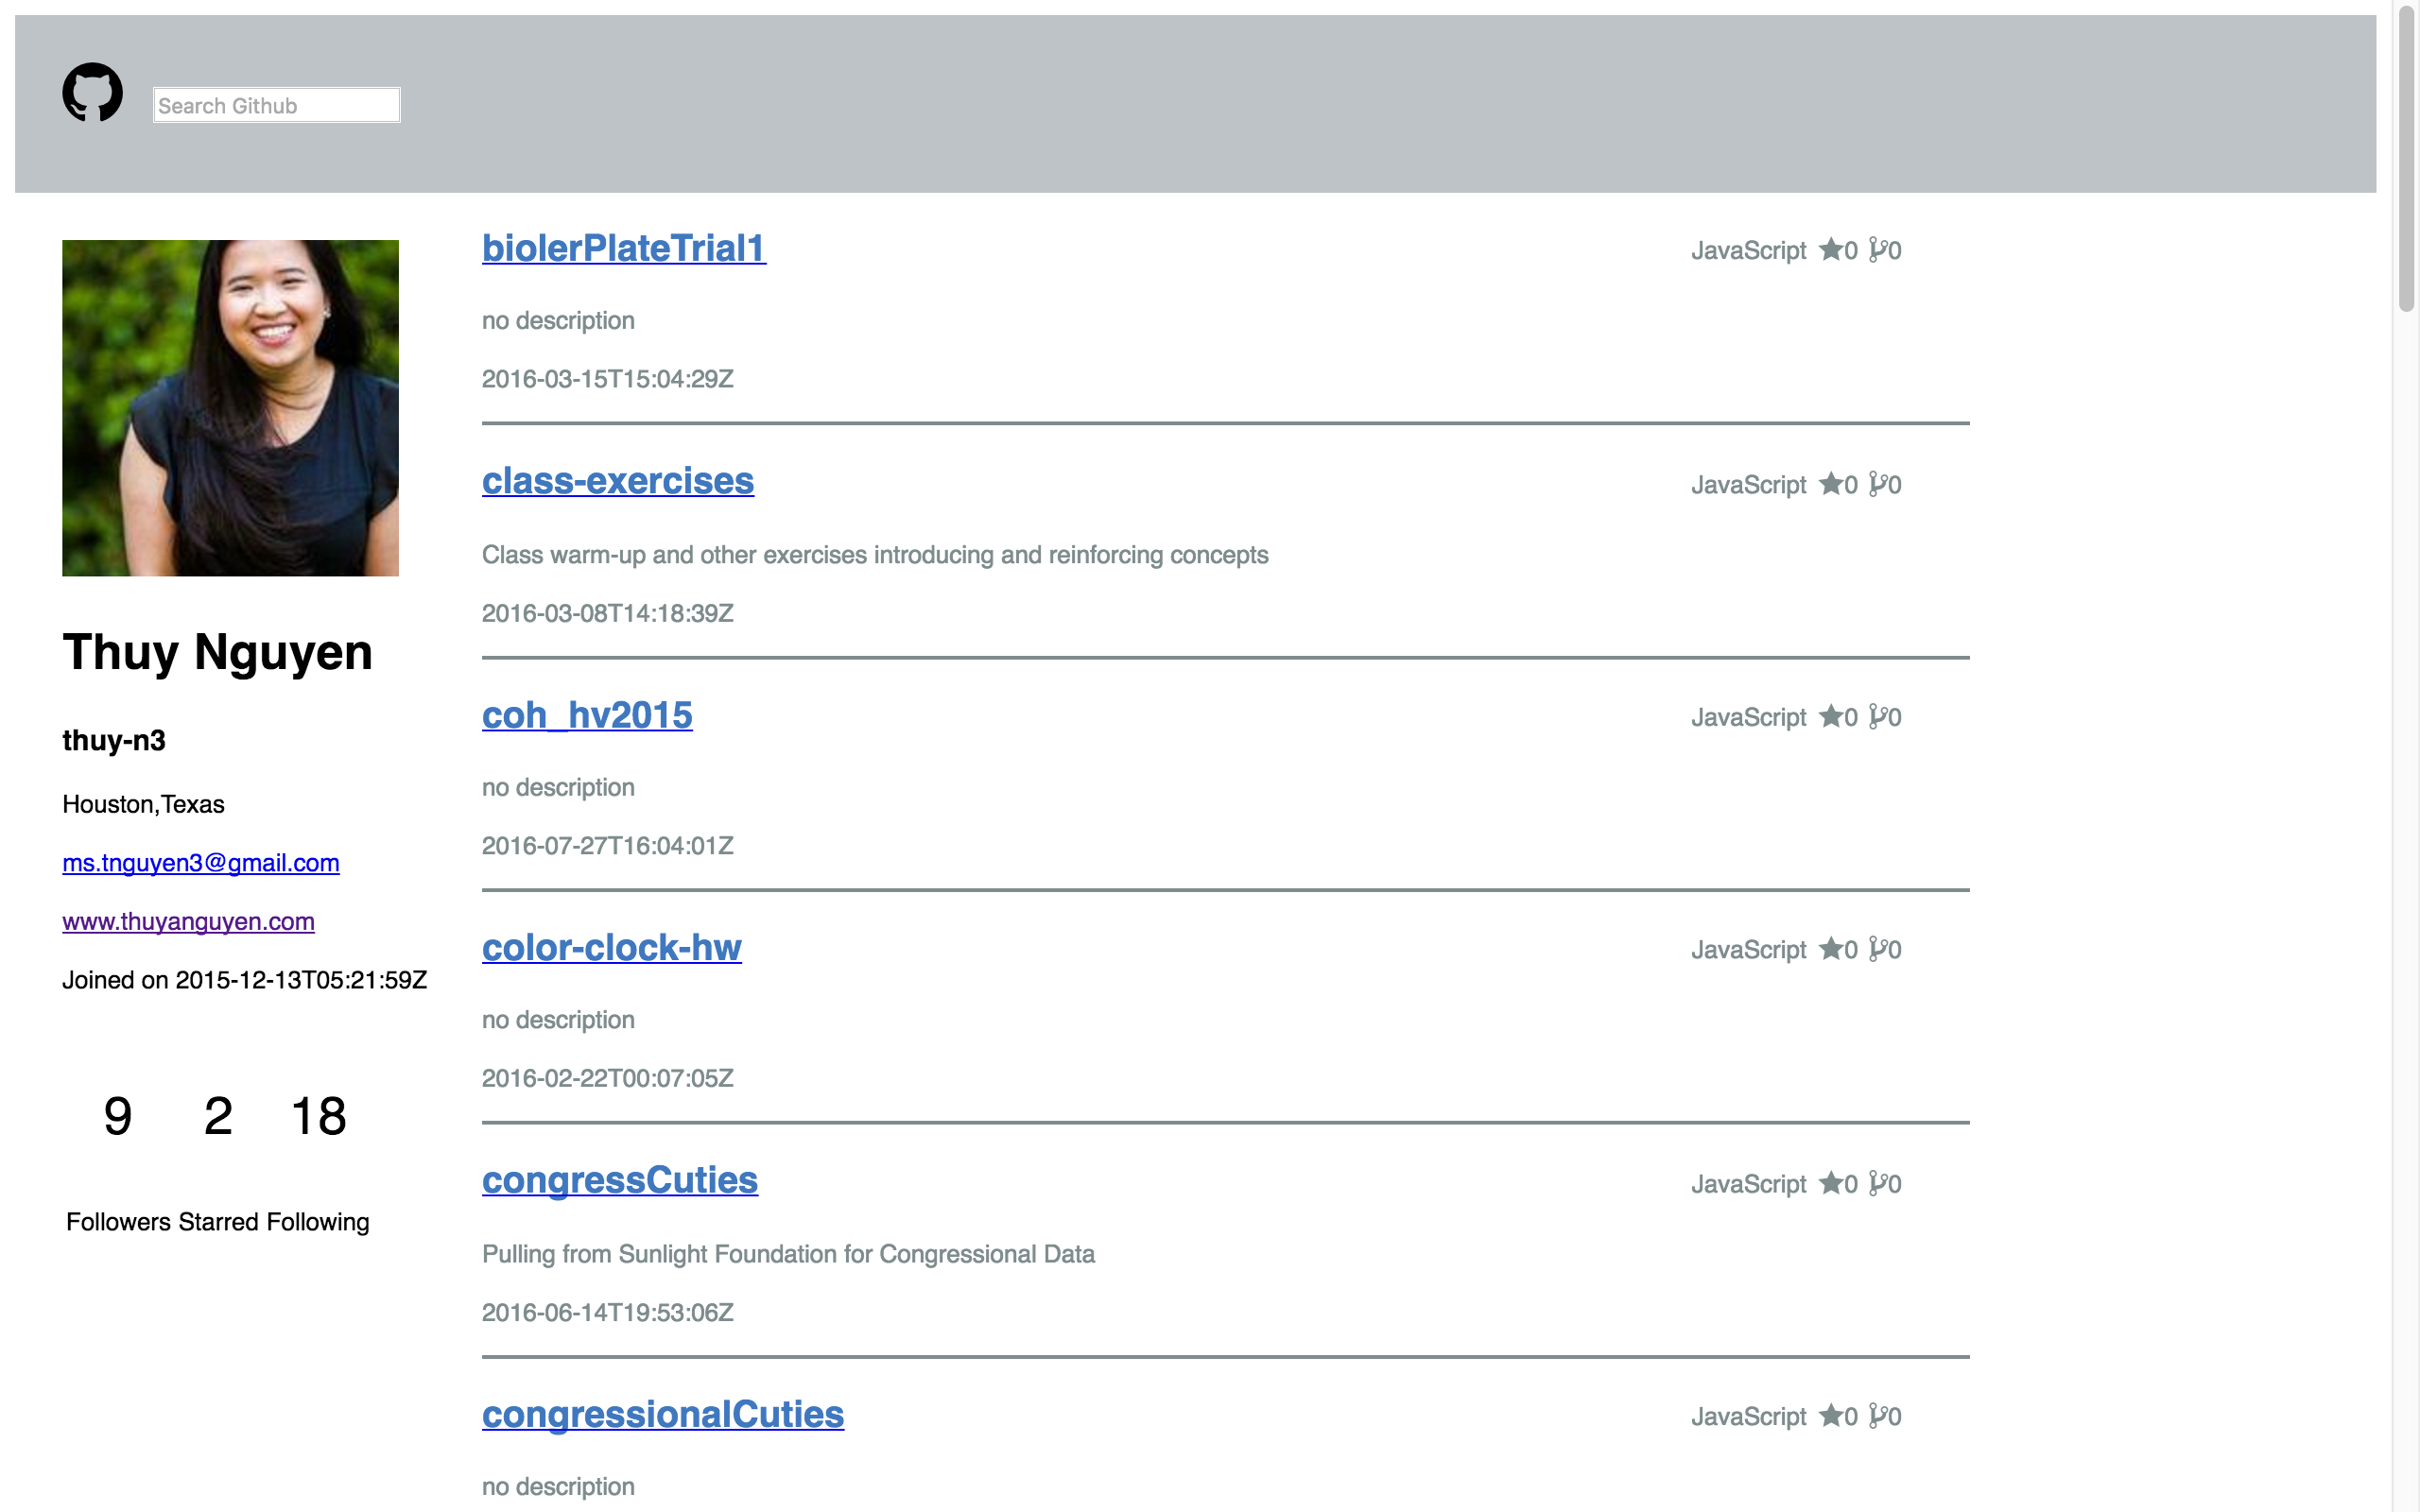 Search Github
Thuy Nguyen
thuy-n3
Houston,Texas
ms.tnguyen3@gmail.com
www.thuyanguyen.com
Joined on 2015-12-13T05:21:59Z
9 2 18
Followers Starred Following
biolerPlateTrial1 JavaScript 0 0
no description
2016-03-15T15:04:29Z
class-exercises JavaScript 0 0
Class warm-up and other exercises introducing and reinforcing concepts
2016-03-08T14:18:39Z
coh_hv2015 JavaScript 0 0
no description
2016-07-27T16:04:01Z
color-clock-hw JavaScript 0 0
no description
2016-02-22T00:07:05Z
congressCuties JavaScript 0 0
Pulling from Sunlight Foundation for Congressional Data
2016-06-14T19:53:06Z
congressionalCuties JavaScript 0 0
no description